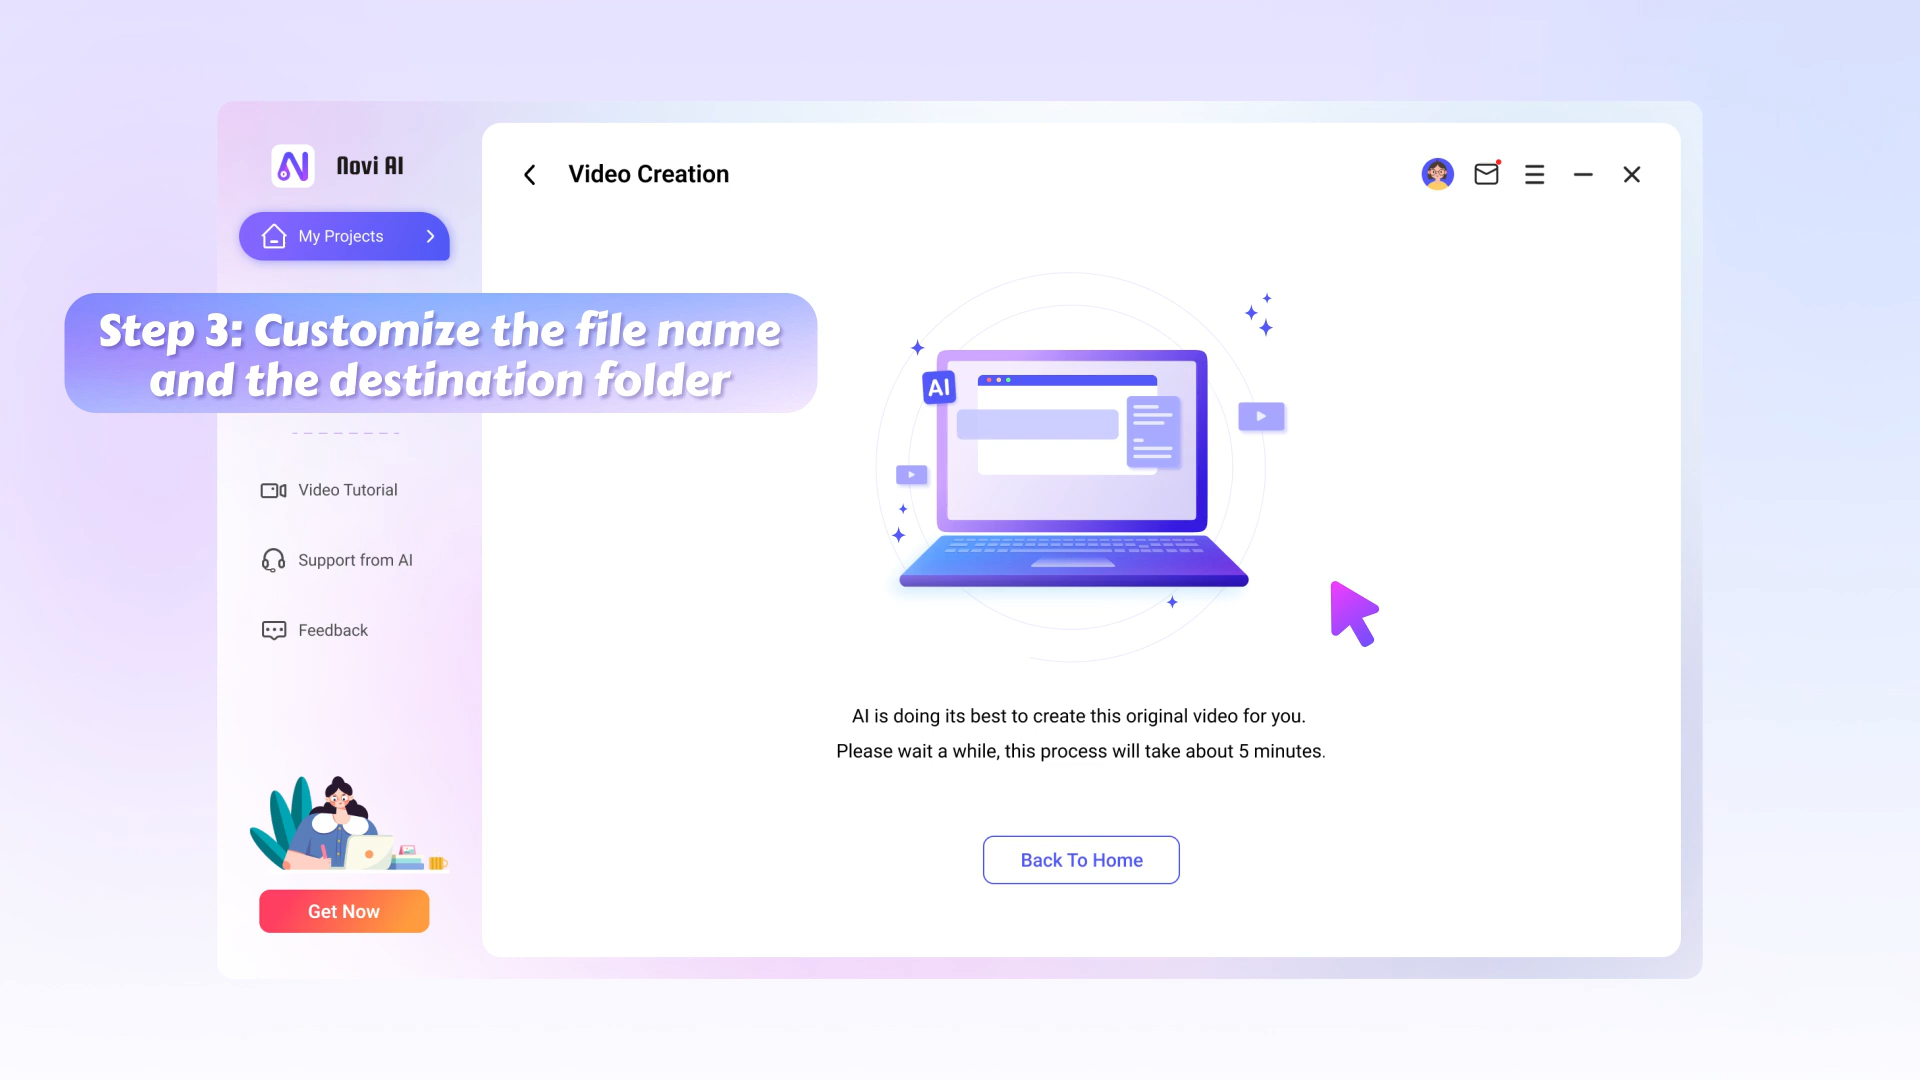 Novi AI
Video Creation
My Projects
Step 3: Customize the file name
and the destination folder
AI
Video Tutorial
Support from AI
Feedback
AI is doing its best to create this original video for you.
Please wait a while, this process will take about 5 minutes.
Back To Home
Get Now